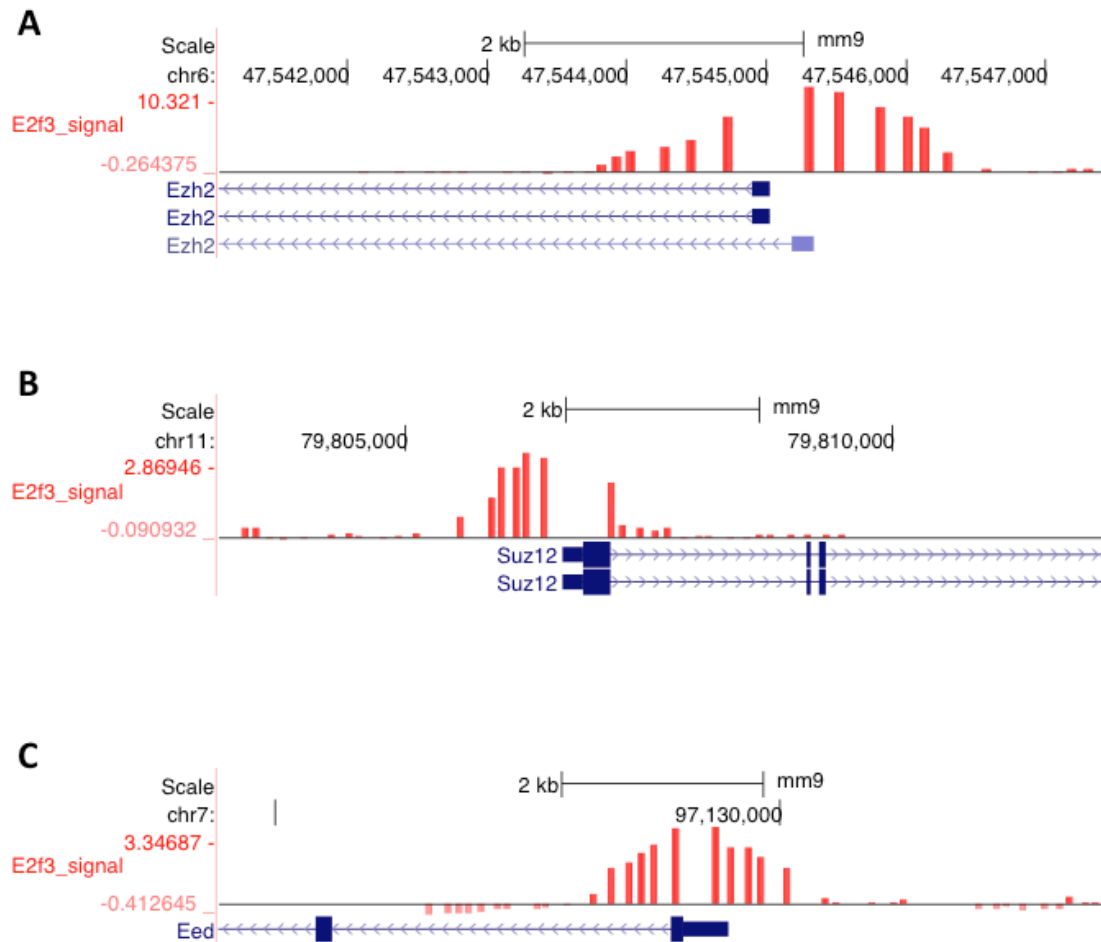 A
Scale 2 kb mm9
chr6: 47,542,000 47,543,000 47,544,000 47,545,000 47,546,000 47,547,000
10.321 -
E2f3_signal
-0.264375 _
Ezh2
Ezh2
Ezh2
B
Scale 2 kb mm9
chr11: 79,805,000 79,810,000
2.86946 -
E2f3_signal
-0.090932 _
Suz12
Suz12
C
Scale 2 kb mm9
chr7: 97,130,000
3.34687 -
E2f3_signal
-0.412645 _
Eed